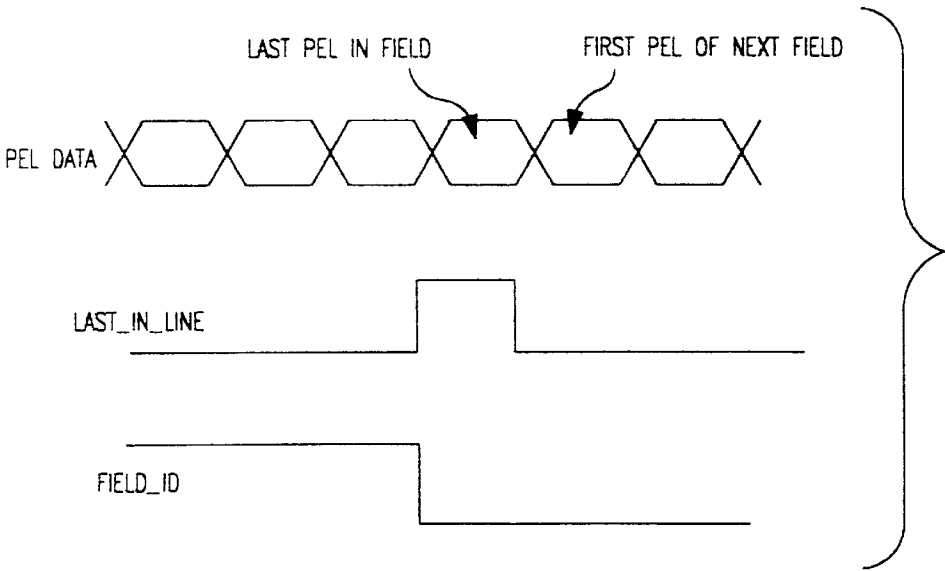 LAST PEL IN FIELD
FIRST PEL OF NEXT FIELD
PEL DATA
LAST_IN_LINE
FIELD_ID